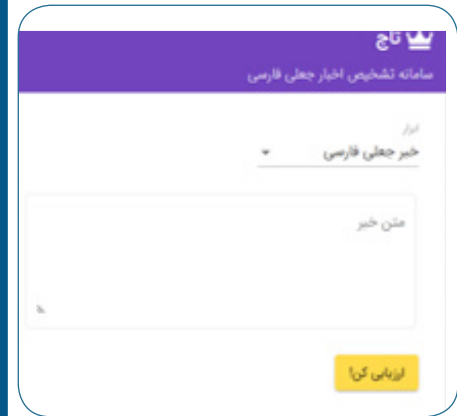 تاج
سامانه تشخیص اخبار جعلی فارسی
ابزار
خبر جعلی فارسی
متن خبر
ارزیابی کن!